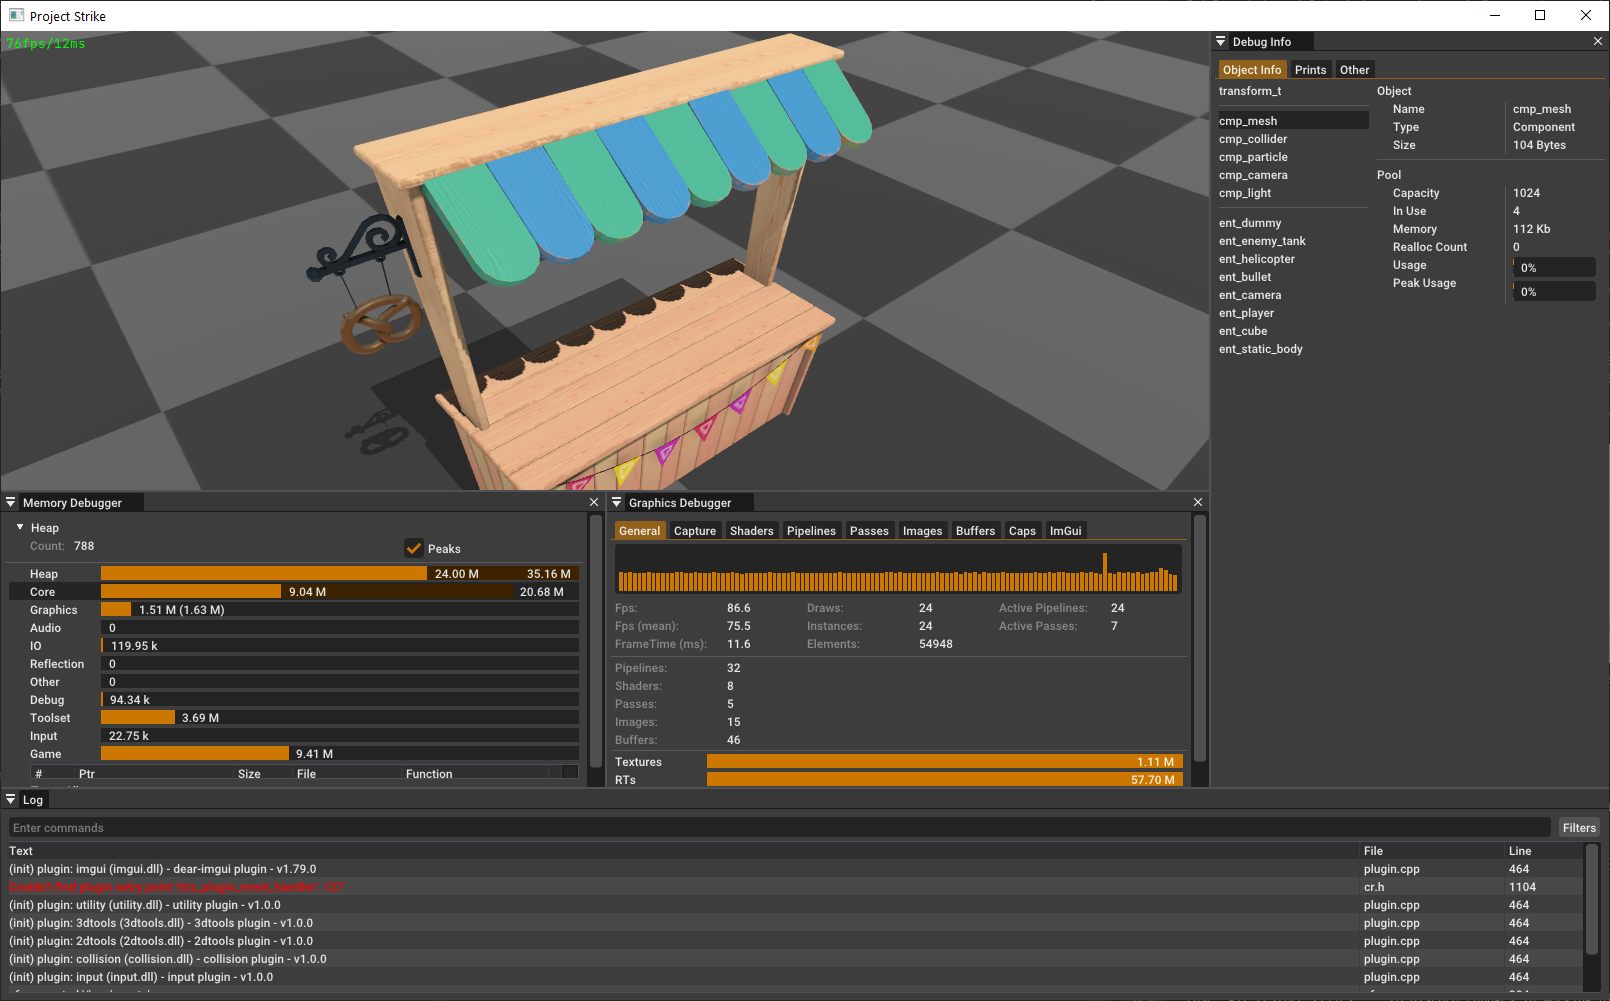 Project Strike
76fps/12ms
Debug Info
Object Info Prints Other
transform_t
cmp_mesh
cmp_collider
cmp_particle
cmp_camera
cmp_light
ent_dummy
ent_enemy_tank
ent_helicopter
ent_bullet
ent_camera
ent_player
ent_cube
ent_static_body
Object
Name cmp_mesh
Type Component
Size 104 Bytes
Pool
Capacity 1024
In Use 4
Memory 112 Kb
Realloc Count 0
Usage 0%
Peak Usage 0%
Memory Debugger
Heap
Count: 788
Peaks
Heap 24.00 M 35.16 M
Core 9.04 M 20.68 M
Graphics 1.51 M (1.63 M)
Audio 0
IO 119.95 k
Reflection 0
Other 0
Debug 94.34 k
Toolset 3.69 M
Input 22.75 k
Game 9.41 M
# Ptr Size File Function
Graphics Debugger
General Capture Shaders Pipelines Passes Images Buffers Caps ImGui
Fps: 86.6 Draws: 24 Active Pipelines: 24
Fps (mean): 75.5 Instances: 24 Active Passes: 7
FrameTime (ms): 11.6 Elements: 54948
Pipelines: 32
Shaders: 8
Passes: 5
Images: 15
Buffers: 46
Textures 1.11 M
RTs 57.70 M
Log
Enter commands Filters
Text File Line
(init) plugin: imgui (imgui.dll) - dear-imgui plugin - v1.79.0 plugin.cpp 464
Couldn't find plugin entry point 'rizz_plugin_event_handler': 127 cr.h 1104
(init) plugin: utility (utility.dll) - utility plugin - v1.0.0 plugin.cpp 464
(init) plugin: 3dtools (3dtools.dll) - 3dtools plugin - v1.0.0 plugin.cpp 464
(init) plugin: 2dtools (2dtools.dll) - 2dtools plugin - v1.0.0 plugin.cpp 464
(init) plugin: collision (collision.dll) - collision plugin - v1.0.0 plugin.cpp 464
(init) plugin: input (input.dll) - input plugin - v1.0.0 plugin.cpp 464